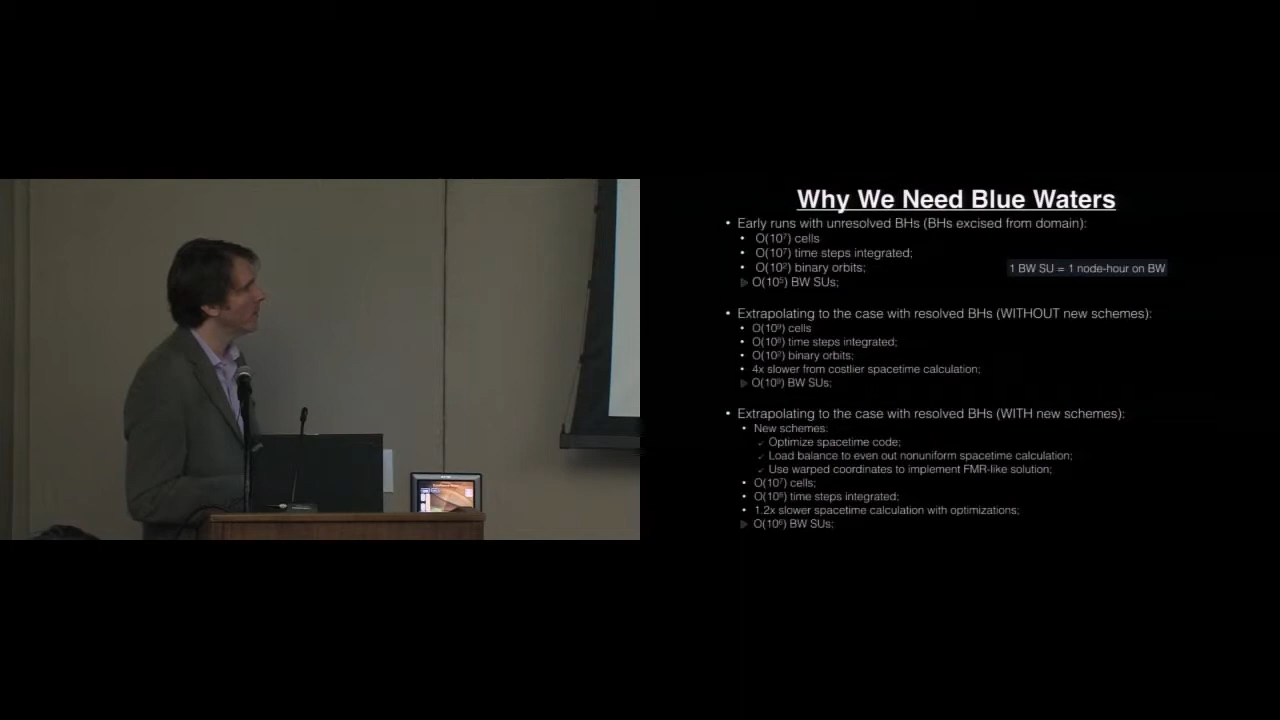 Why We Need Blue Waters
• Early runs with unresolved BHs (BHs excised from domain):
• O(10⁷) cells
• O(10⁷) time steps integrated;
• O(10²) binary orbits;
1 BW SU = 1 node-hour on BW
O(10⁵) BW SUs;
• Extrapolating to the case with resolved BHs (WITHOUT new schemes):
• O(10⁹) cells
• O(10⁸) time steps integrated;
• O(10²) binary orbits;
• 4x slower from costlier spacetime calculation;
O(10⁹) BW SUs;
• Extrapolating to the case with resolved BHs (WITH new schemes):
• New schemes:
✓ Optimize spacetime code;
✓ Load balance to even out nonuniform spacetime calculation;
✓ Use warped coordinates to implement FMR-like solution;
• O(10⁷) cells;
• O(10⁸) time steps integrated;
• 1.2x slower spacetime calculation with optimizations;
O(10⁶) BW SUs;